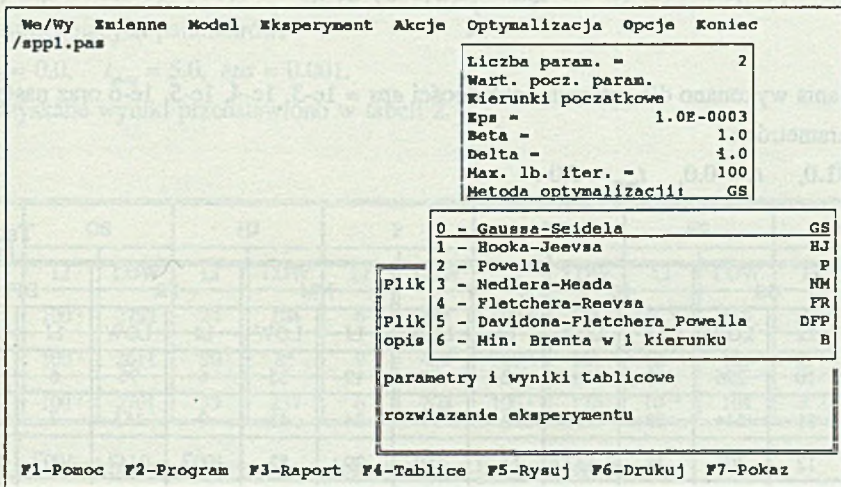 We/Wy Zmienne Model Eksperyment Akcje Optymalizacja Opcje Koniec
/spp1.pas
Liczba param. = 2
Wart. pocz. param.
Kierunki poczatkowe
Eps = 1.0E-0003
Beta = 1.0
Delta = 1.0
Max. lb.iter. = 100
Metoda optymalizacji: GS
0 - Gaussa-Seidela GS
1 - Hooka-Jeevsa HJ
2 - Powella P
Plik 3 - Nedlera-Meada NM
4 - Fletchera-Reevsa FR
Plik 5 - Davidona-Fletchera_Powella DFP
opis 6 - Min. Brenta w 1 kierunku B
parametry i wyniki tablicowe
rozwiazanie eksperymentu
F1-Pomoc F2-Program F3-Raport F4-Tablice F5-Rysuj F6-Drukuj F7-Pokaz